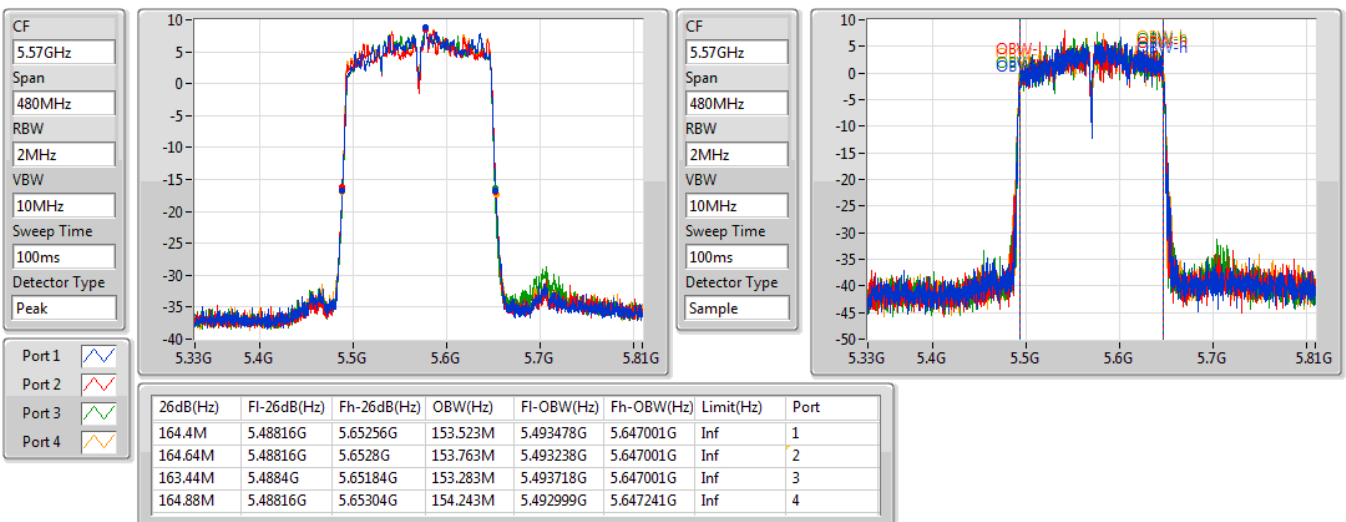 CF
5.57GHz
Span
480MHz
RBW
2MHz
VBW
10MHz
Sweep Time
100ms
Detector Type
Peak
10
5
0
-5
-10
-15
-20
-25
-30
-35
-40
5.33G 5.4G 5.5G 5.6G 5.7G 5.81G
CF
5.57GHz
Span
480MHz
RBW
2MHz
VBW
10MHz
Sweep Time
100ms
Detector Type
Sample
10
5
0
-5
-10
-15
-20
-25
-30
-35
-40
-45
-50
OBW-l
OBW-h
5.33G 5.4G 5.5G 5.6G 5.7G 5.81G
Port 1
Port 2
Port 3
Port 4
26dB(Hz) Fl-26dB(Hz) Fh-26dB(Hz) OBW(Hz) Fl-OBW(Hz) Fh-OBW(Hz) Limit(Hz) Port
164.4M 5.48816G 5.65256G 153.523M 5.493478G 5.647001G Inf 1
164.64M 5.48816G 5.6528G 153.763M 5.493238G 5.647001G Inf 2
163.44M 5.4884G 5.65184G 153.283M 5.493718G 5.647001G Inf 3
164.88M 5.48816G 5.65304G 154.243M 5.492999G 5.647241G Inf 4